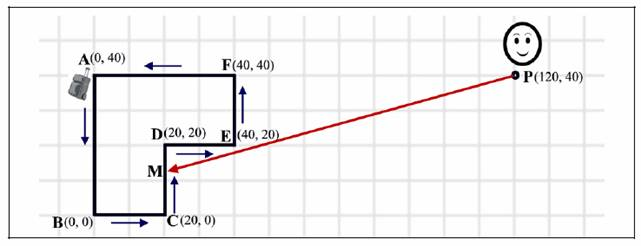 A(0, 40)
F(40, 40)
P(120, 40)
D(20, 20)
E(40, 20)
M
B(0, 0)
C(20, 0)